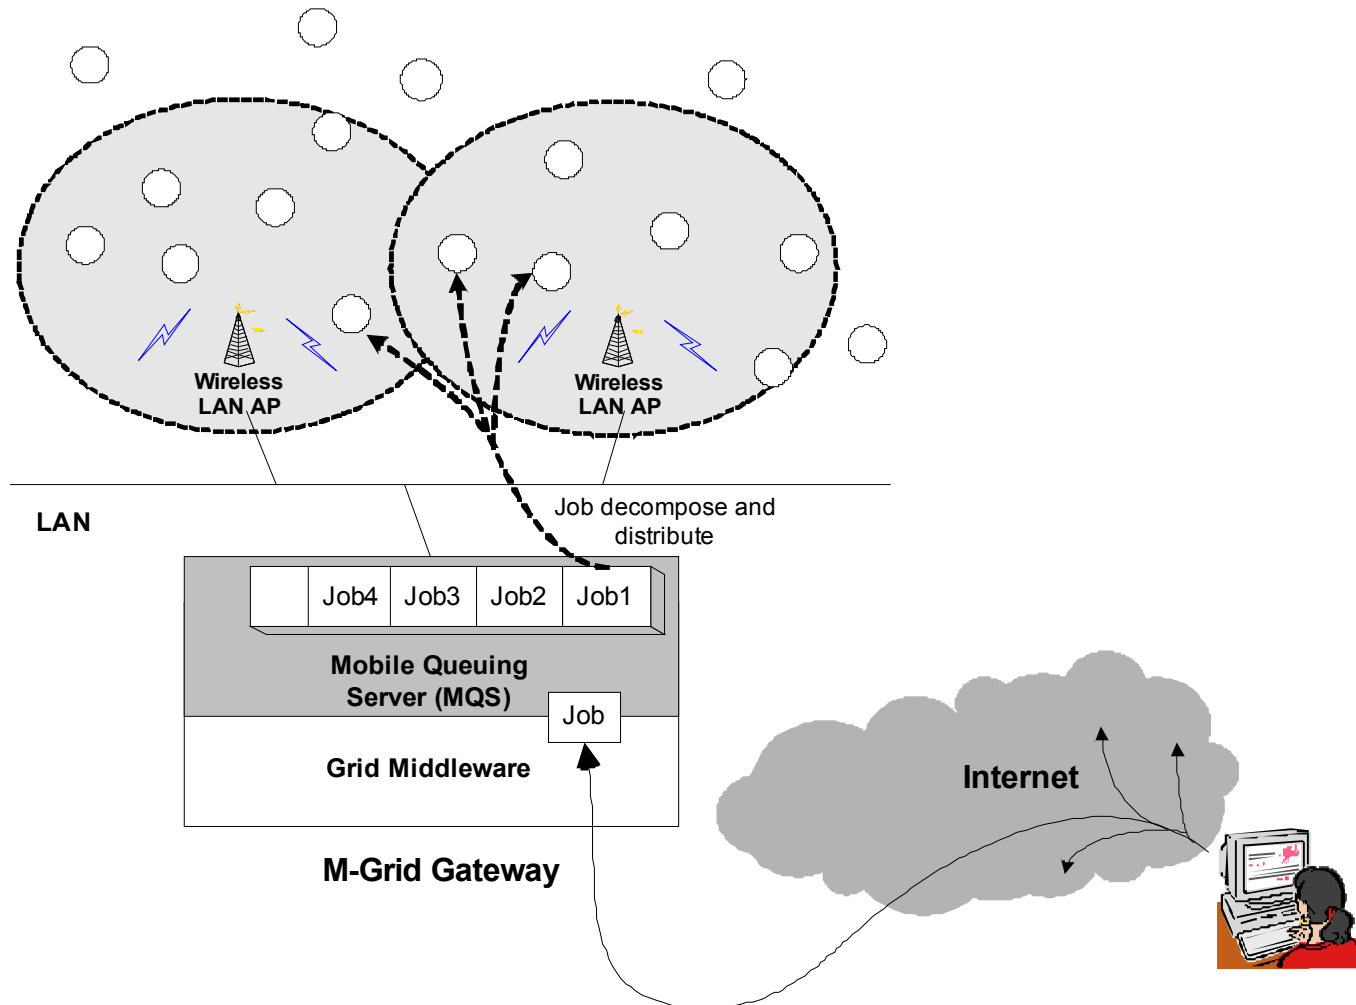 Wireless
LAN AP
Wireless
LAN AP
LAN
Job decompose and
distribute
Job4
Job3
Job2
Job1
Mobile Queuing
Server (MQS)
Job
Grid Middleware
Internet
M-Grid Gateway